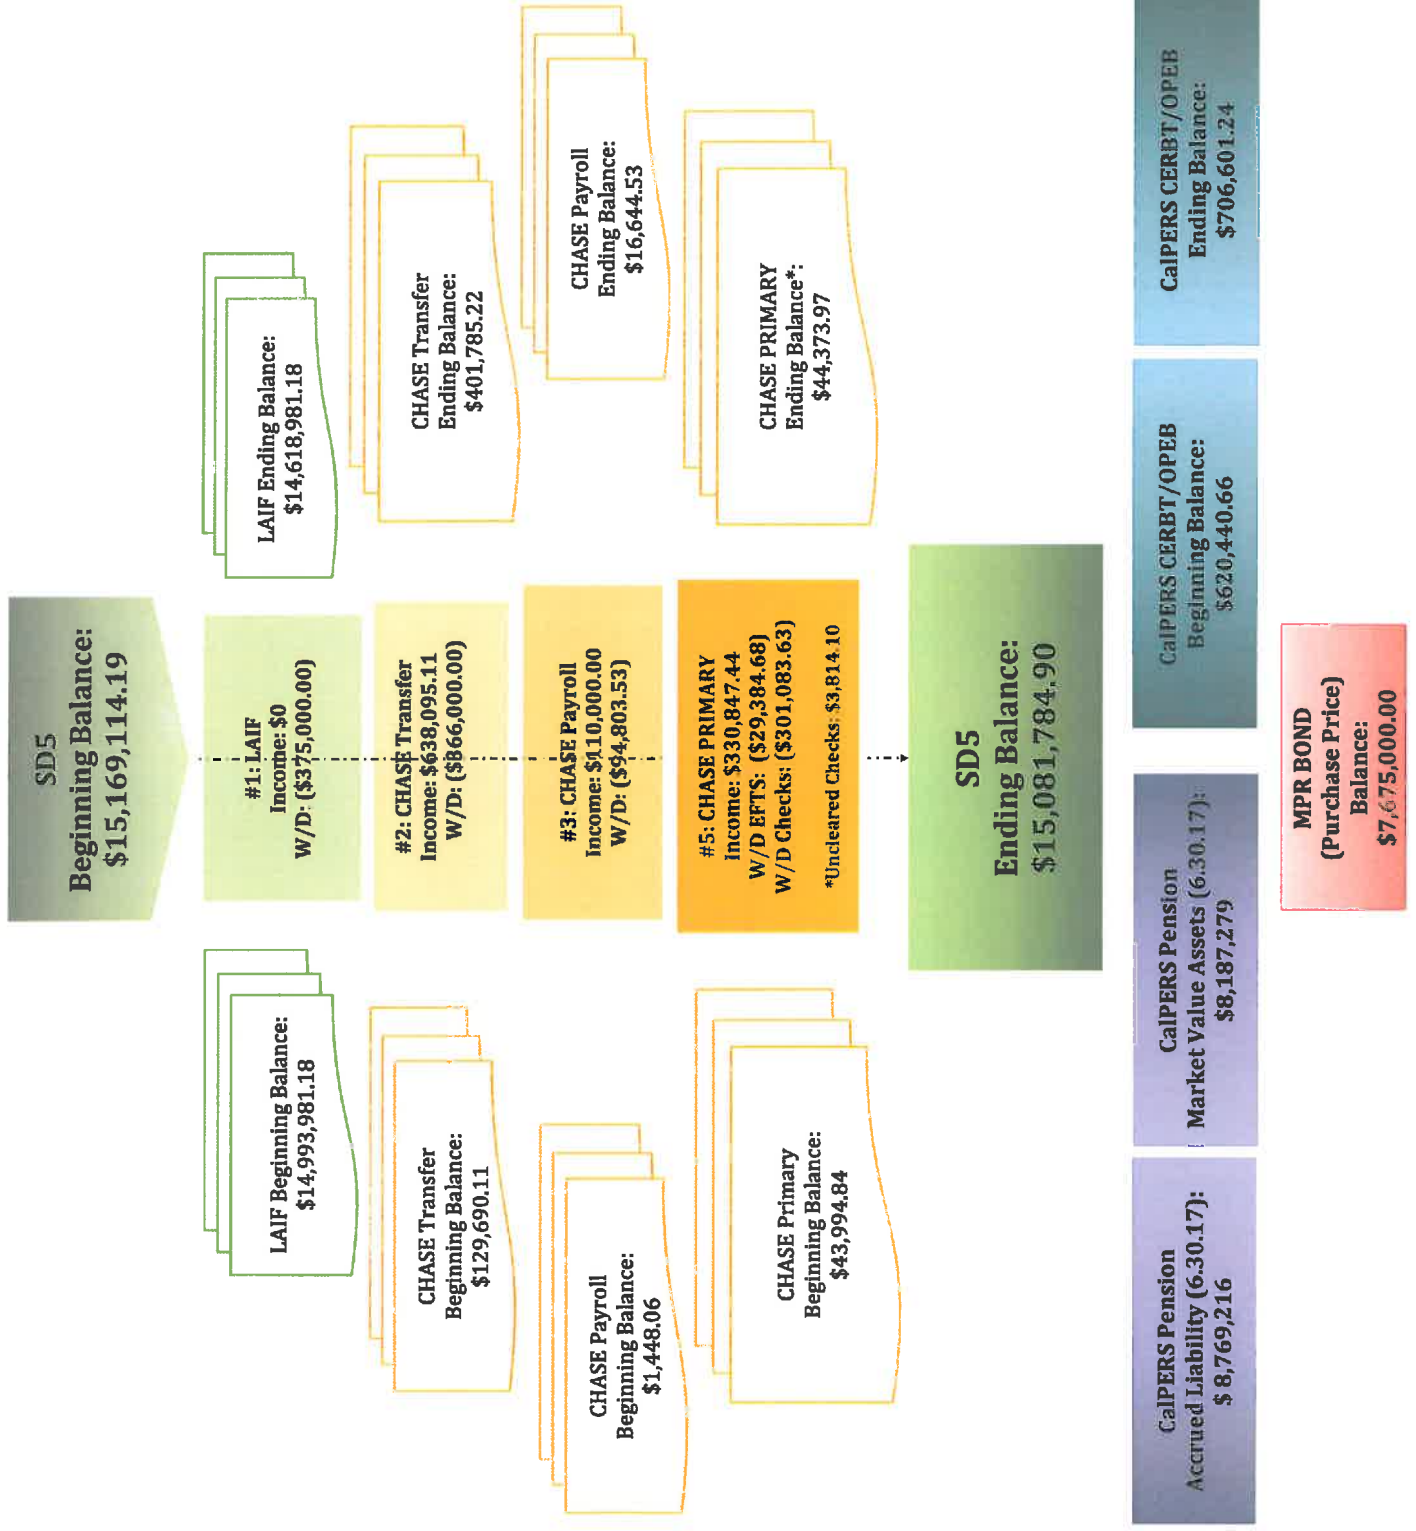 SD5
Beginning Balance:
$15,169,114.19
LAIF Beginning Balance:
$14,993,981.18
#1: LAIF
Income: $0
W/D: ($375,000.00)
LAIF Ending Balance:
$14,618,981.18
CHASE Transfer
Beginning Balance:
$129,690.11
#2: CHASE Transfer
Income: $638,095.11
W/D: ($366,000.00)
CHASE Transfer
Ending Balance:
$401,785.22
CHASE Payroll
Beginning Balance:
$1,448.06
#3: CHASE Payroll
Income: $110,000.00
W/D: ($94,803.53)
CHASE Payroll
Ending Balance:
$16,644.53
CHASE Primary
Beginning Balance:
$43,994.84
#5: CHASE PRIMARY
Income: $330,847.44
W/D EFTS: ($29,384.68)
W/D Checks: ($301,083.63)
*Uncleared Checks: $3,814.10
CHASE PRIMARY
Ending Balance*:
$44,373.97
SD5
Ending Balance:
$15,081,784.90
CalPERS Pension
Accrued Liability (6.30.17):
$ 8,769,216
CalPERS Pension
Market Value Assets (6.30.17):
$8,187,279
CalPERS CERBT/OPEB
Beginning Balance:
$620,440.66
CalPERS CERBT/OPEB
Ending Balance:
$706,601.24
MPR BOND
(Purchase Price)
Balance:
$7,675,000.00